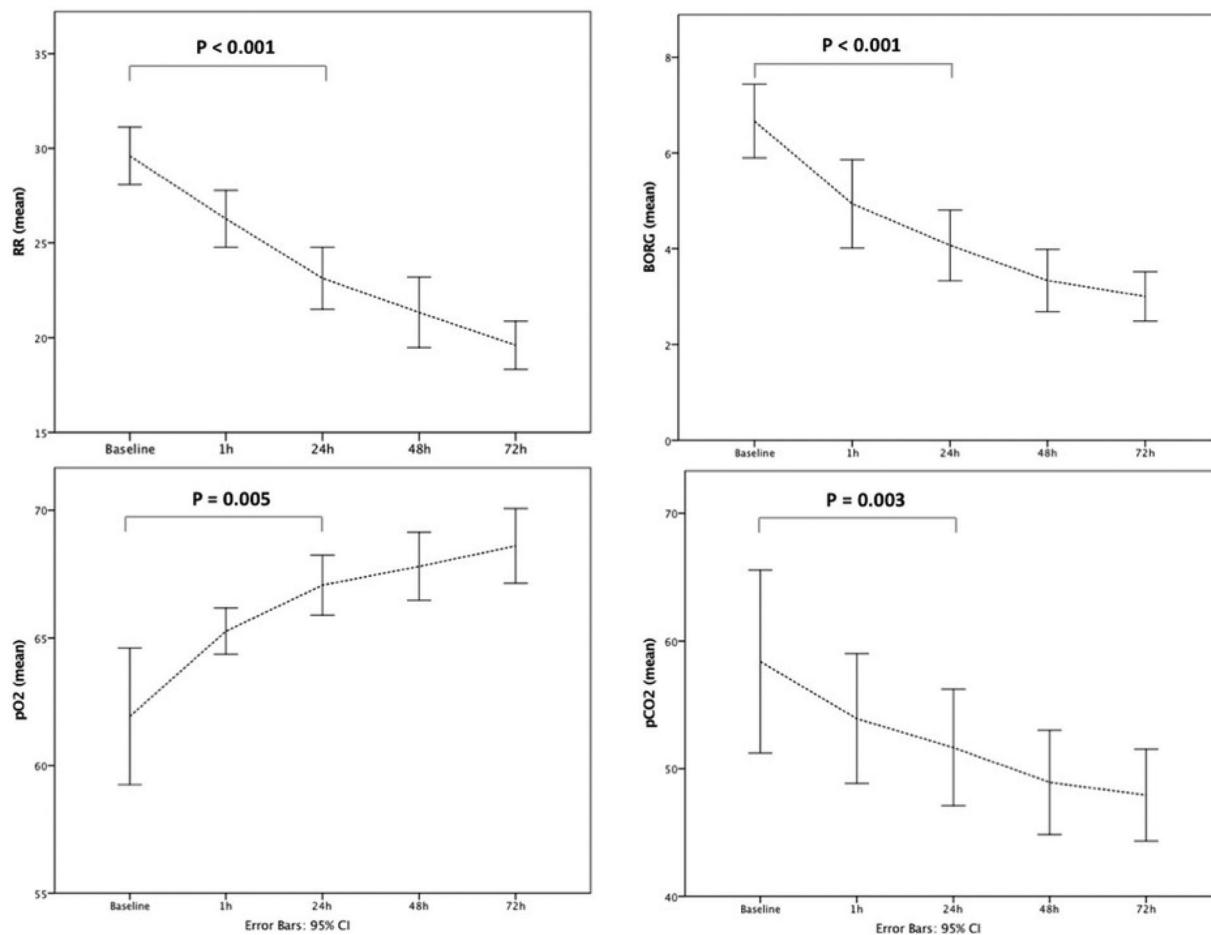 P < 0.001
35
30
25
20
15
RR (mean)
Baseline 1h 24h 48h 72h
P < 0.001
8
6
4
2
0
BORG (mean)
Baseline 1h 24h 48h 72h
P = 0.005
70
65
60
55
pO2 (mean)
Baseline 1h 24h 48h 72h
Error Bars: 95% CI
P = 0.003
70
60
50
40
pCO2 (mean)
Baseline 1h 24h 48h 72h
Error Bars: 95% CI